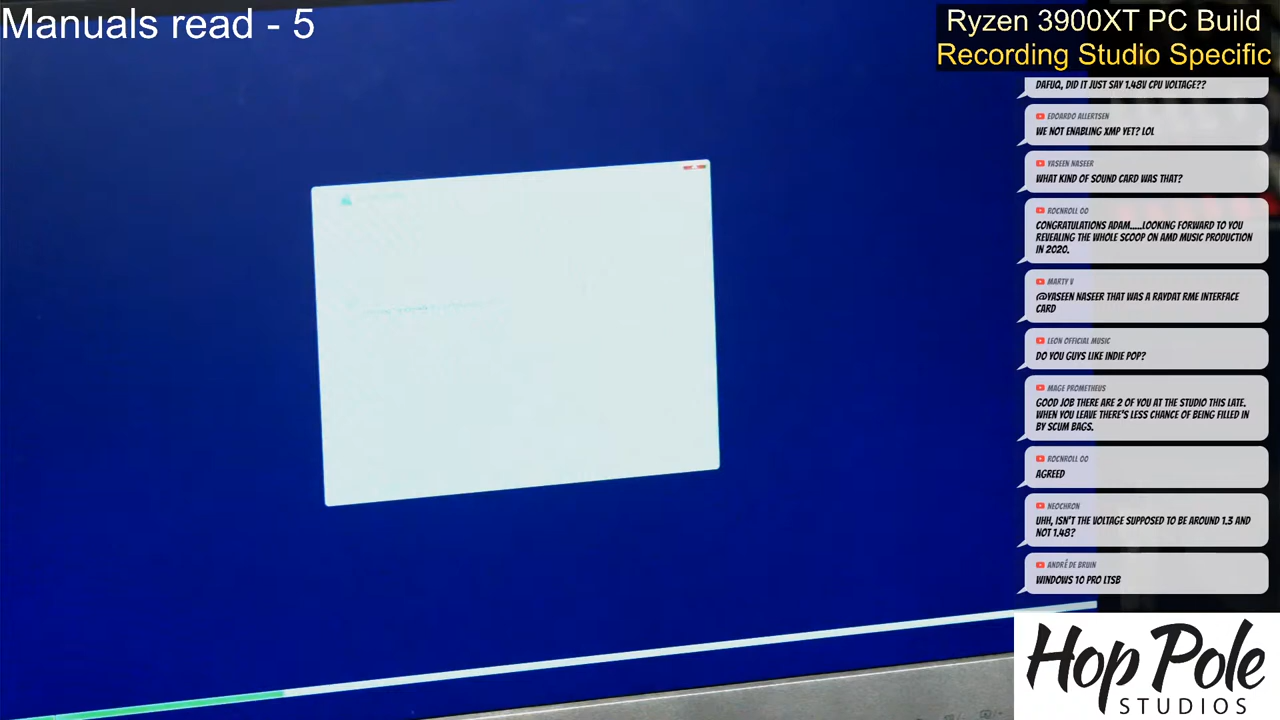 Manuals read - 5
Ryzen 3900XT PC Build
Recording Studio Specific
DAFUQ, DID IT JUST SAY 1.48V CPU VOLTAGE??
EDOARDO ALLERTSEN
WE NOT ENABLING XMP YET? LOL
YASEEN NASEER
WHAT KIND OF SOUND CARD WAS THAT?
ROCNROLL OO
CONGRATULATIONS ADAM.....LOOKING FORWARD TO YOU
REVEALING THE WHOLE SCOOP ON AMD MUSIC PRODUCTION
IN 2020.
MARTY V
@YASEEN NASEER THAT WAS A RAYDAT RME INTERFACE
CARD
LEON OFFICIAL MUSIC
DO YOU GUYS LIKE INDIE POP?
MAGE PROMETHEUS
GOOD JOB THERE ARE 2 OF YOU AT THE STUDIO THIS LATE.
WHEN YOU LEAVE THERE'S LESS CHANCE OF BEING FILLED IN
BY SCUM BAGS.
ROCNROLL OO
AGREED
NEOCHRON
UHH, ISN'T THE VOLTAGE SUPPOSED TO BE AROUND 1.3 AND
NOT 1.48?
ANDRÉ DE BRUIN
WINDOWS 10 PRO LTSB
Hop Pole
STUDIOS